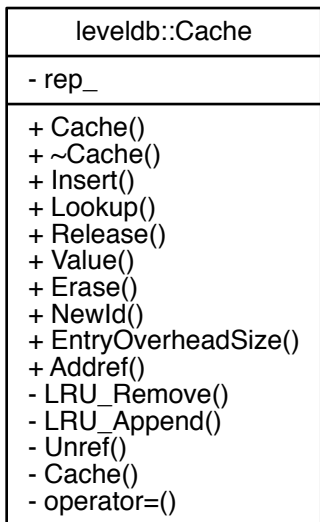 leveldb::Cache
- rep_
+ Cache()
+ ~Cache()
+ Insert()
+ Lookup()
+ Release()
+ Value()
+ Erase()
+ NewId()
+ EntryOverheadSize()
+ Addref()
- LRU_Remove()
- LRU_Append()
- Unref()
- Cache()
- operator=()